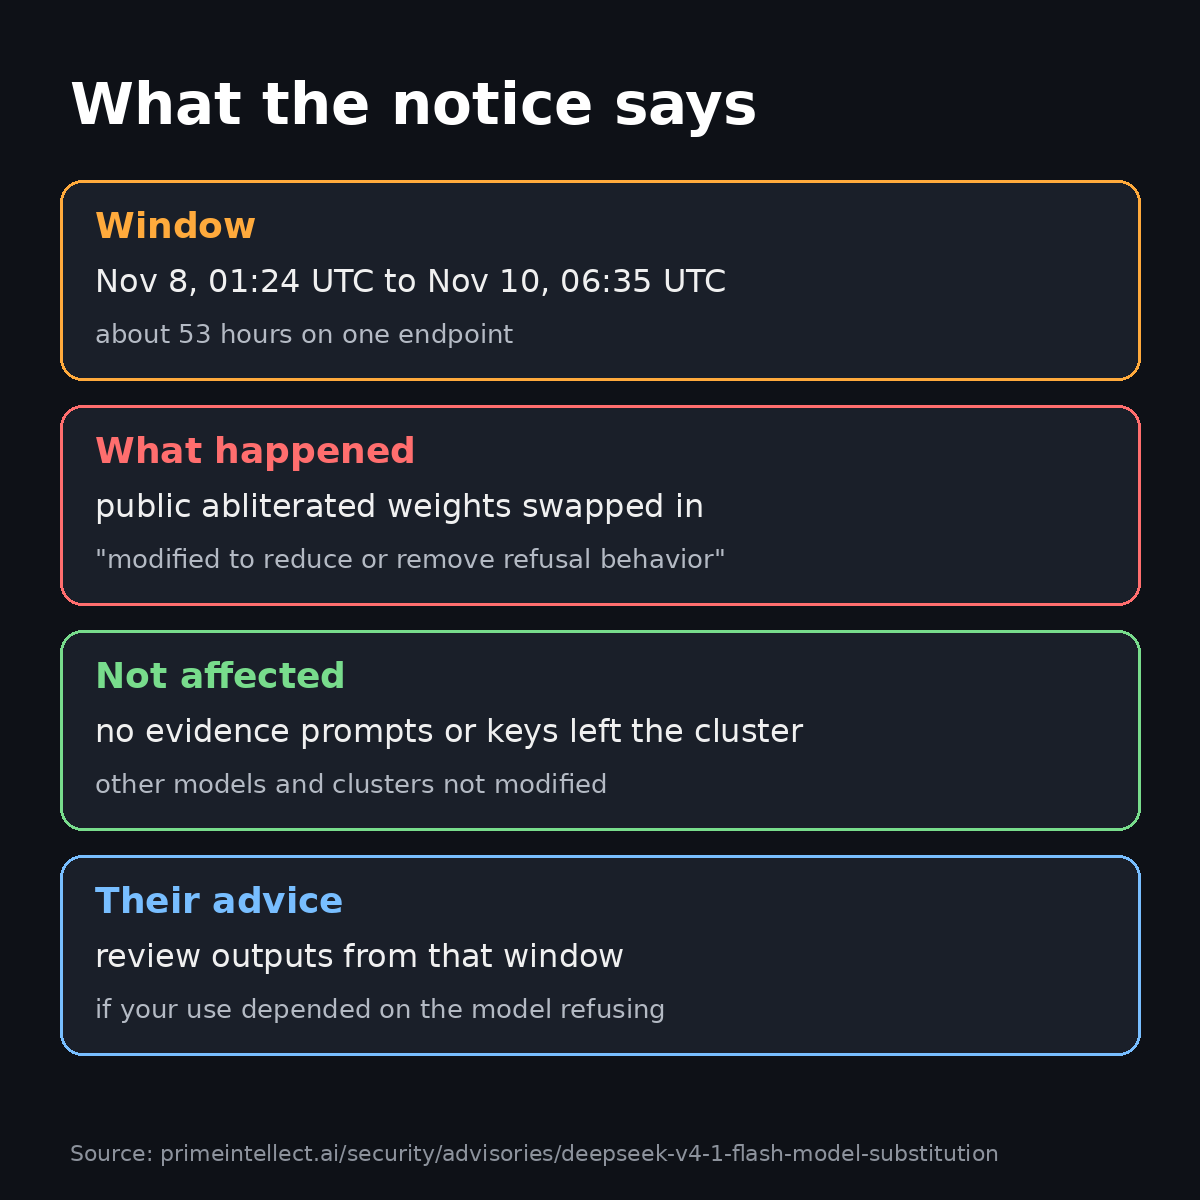 What the notice says
Window
Nov 8, 01:24 UTC to Nov 10, 06:35 UTC
about 53 hours on one endpoint
What happened
public abliterated weights swapped in
"modified to reduce or remove refusal behavior"
Not affected
no evidence prompts or keys left the cluster
other models and clusters not modified
Their advice
review outputs from that window
if your use depended on the model refusing
Source: primeintellect.ai/security/advisories/deepseek-v4-1-flash-model-substitution